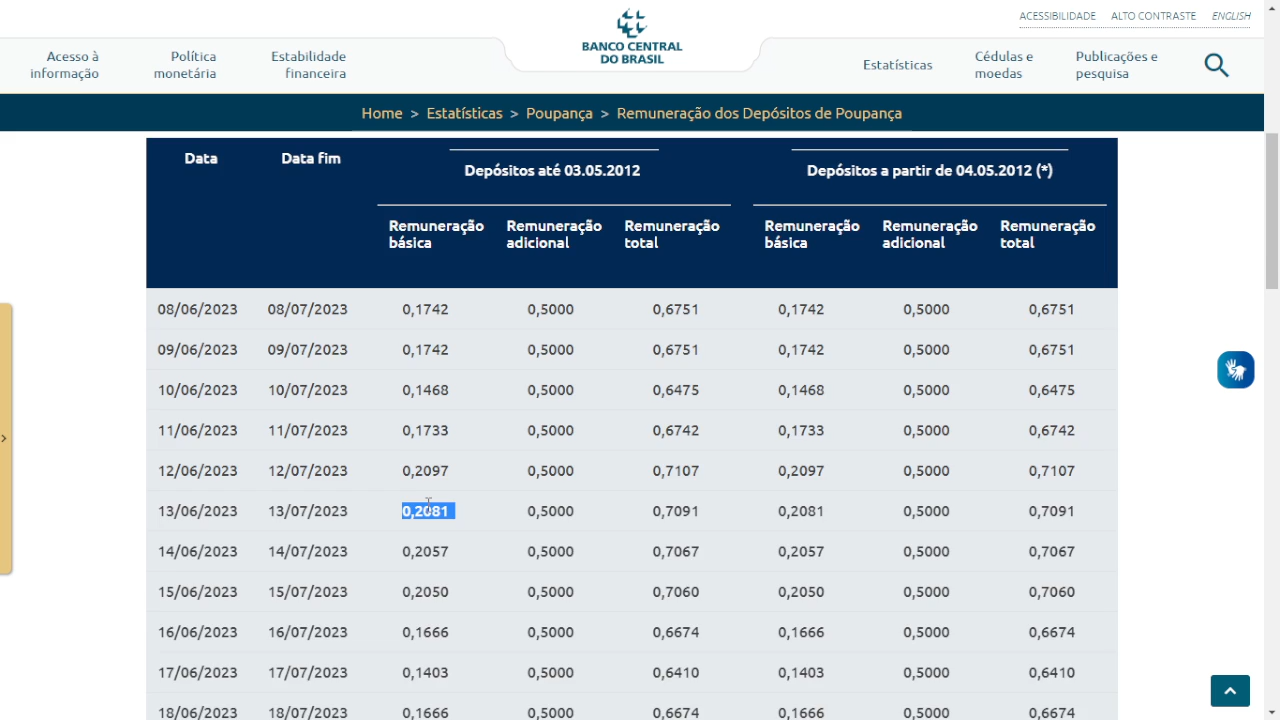 ACESSIBILIDADE ALTO CONTRASTE ENGLISH
BANCO CENTRAL
DO BRASIL
Acesso à
informação
Política
monetária
Estabilidade
financeira
Estatísticas
Cédulas e
moedas
Publicações e
pesquisa
Home > Estatísticas > Poupança > Remuneração dos Depósitos de Poupança
Data Data fim Depósitos até 03.05.2012 Depósitos a partir de 04.05.2012 (*)
Remuneração
básica
Remuneração
adicional
Remuneração
total
Remuneração
básica
Remuneração
adicional
Remuneração
total
08/06/2023 08/07/2023 0,1742 0,5000 0,6751 0,1742 0,5000 0,6751
09/06/2023 09/07/2023 0,1742 0,5000 0,6751 0,1742 0,5000 0,6751
10/06/2023 10/07/2023 0,1468 0,5000 0,6475 0,1468 0,5000 0,6475
11/06/2023 11/07/2023 0,1733 0,5000 0,6742 0,1733 0,5000 0,6742
12/06/2023 12/07/2023 0,2097 0,5000 0,7107 0,2097 0,5000 0,7107
13/06/2023 13/07/2023 0,2081 0,5000 0,7091 0,2081 0,5000 0,7091
14/06/2023 14/07/2023 0,2057 0,5000 0,7067 0,2057 0,5000 0,7067
15/06/2023 15/07/2023 0,2050 0,5000 0,7060 0,2050 0,5000 0,7060
16/06/2023 16/07/2023 0,1666 0,5000 0,6674 0,1666 0,5000 0,6674
17/06/2023 17/07/2023 0,1403 0,5000 0,6410 0,1403 0,5000 0,6410
18/06/2023 18/07/2023 0,1666 0,5000 0,6674 0,1666 0,5000 0,6674